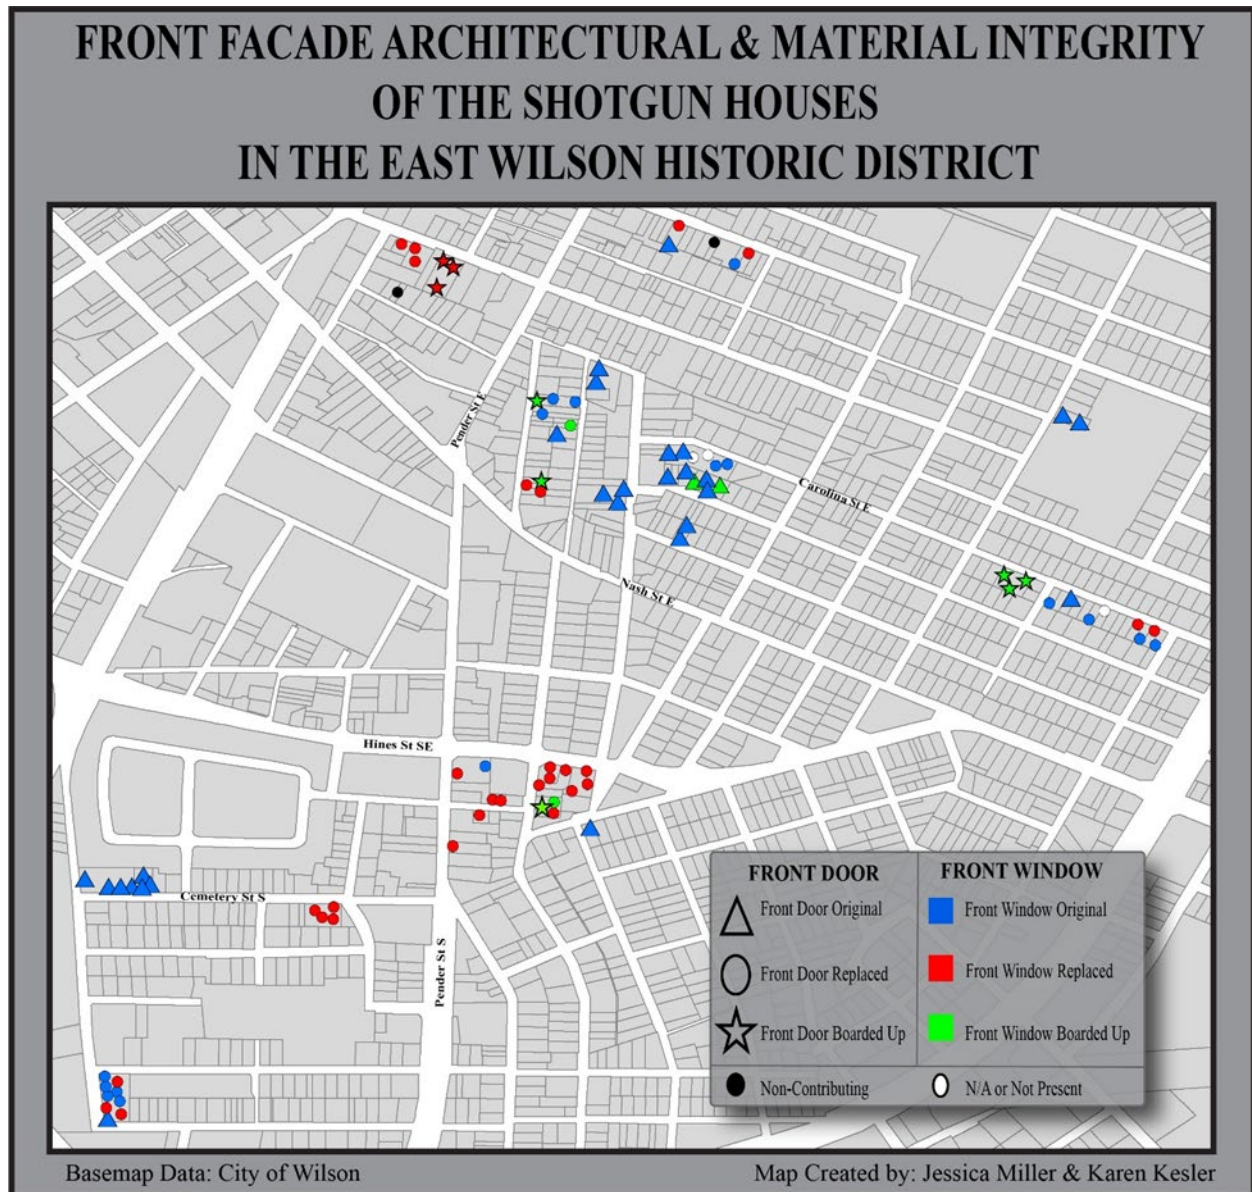 FRONT FACADE ARCHITECTURAL & MATERIAL INTEGRITY
OF THE SHOTGUN HOUSES
IN THE EAST WILSON HISTORIC DISTRICT
Pender St E
Carolina St E
Nash St E
Hines St SE
Cemetery St S
Pender St S
FRONT DOOR
Front Door Original
Front Door Replaced
Front Door Boarded Up
FRONT WINDOW
Front Window Original
Front Window Replaced
Front Window Boarded Up
Non-Contributing
N/A or Not Present
Basemap Data: City of Wilson
Map Created by: Jessica Miller & Karen Kesler